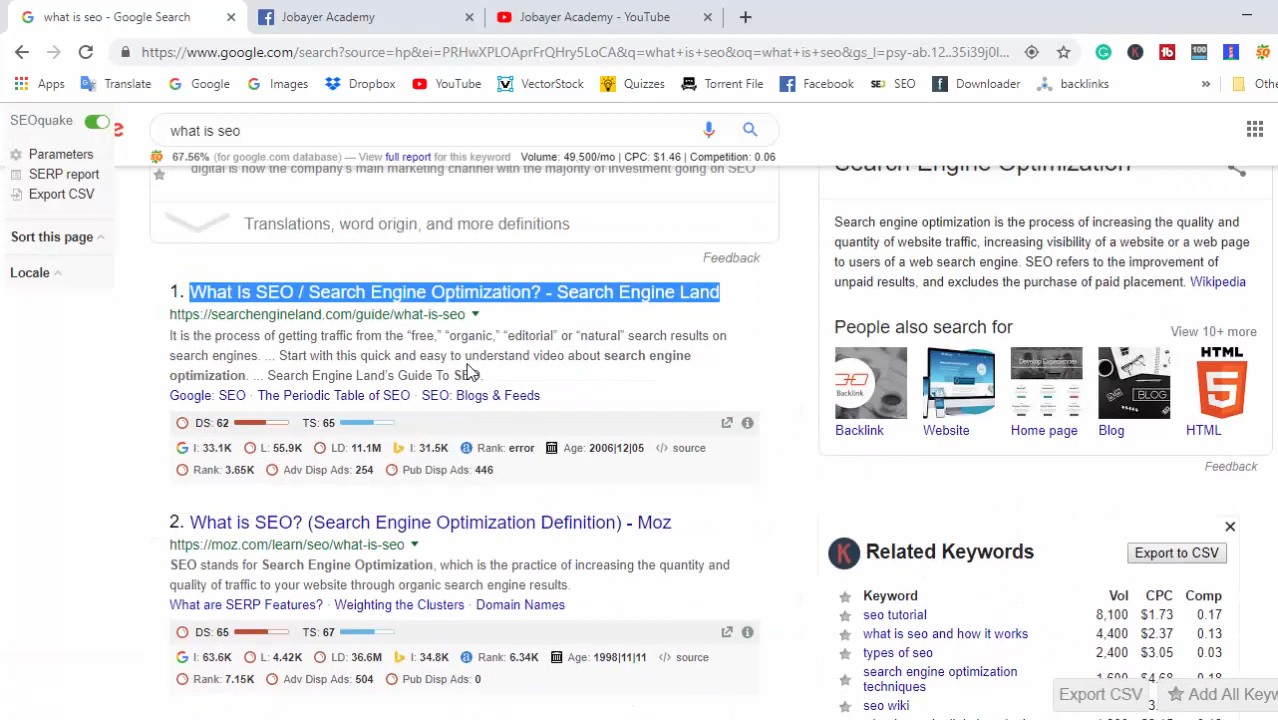 what is seo - Google Search
Jobayer Academy
Jobayer Academy - YouTube
https://www.google.com/search?source=hp&ei=PRHwXPLOAprFrQHry5LoCA&q=what+is+seo&oq=what+is+seo&gs_l=psy-ab.12..35i39j0l...
Apps Translate Google Images Dropbox YouTube VectorStock Quizzes Torrent File Facebook SEO Downloader backlinks » Othe
SEOquake
Parameters
SERP report
Export CSV
Sort this page
Locale
what is seo
67.56% (for google.com database) — View full report for this keyword Volume: 49,500/mo | CPC: $1.46 | Competition: 0.06
digital is now the company's main marketing channel with the majority of investment going on SEO
Translations, word origin, and more definitions
Feedback
1. What Is SEO / Search Engine Optimization? - Search Engine Land
https://searchengineland.com/guide/what-is-seo
It is the process of getting traffic from the “free,” “organic,” “editorial” or “natural” search results on
search engines. ... Start with this quick and easy to understand video about search engine
optimization. ... Search Engine Land's Guide To SEO.
Google: SEO · The Periodic Table of SEO · SEO: Blogs & Feeds
DS: 62 TS: 65
I: 33.1K L: 55.9K LD: 11.1M I: 31.5K Rank: error Age: 2006|12|05 </> source
Rank: 3.65K Adv Disp Ads: 254 Pub Disp Ads: 446
2. What is SEO? (Search Engine Optimization Definition) - Moz
https://moz.com/learn/seo/what-is-seo
SEO stands for Search Engine Optimization, which is the practice of increasing the quantity and
quality of traffic to your website through organic search engine results.
What are SERP Features? · Weighting the Clusters · Domain Names
DS: 65 TS: 67
I: 63.6K L: 4.42K LD: 36.6M I: 34.8K Rank: 6.34K Age: 1998|11|11 </> source
Rank: 7.15K Adv Disp Ads: 504 Pub Disp Ads: 0
Search Engine Optimization
Search engine optimization is the process of increasing the quality and
quantity of website traffic, increasing visibility of a website or a web page
to users of a web search engine. SEO refers to the improvement of
unpaid results, and excludes the purchase of paid placement. Wikipedia
People also search for View 10+ more
BLOG
HTML
5
Backlink Website Home page Blog HTML
Feedback
K Related Keywords Export to CSV
Keyword Vol CPC Comp
seo tutorial 8,100 $1.73 0.17
what is seo and how it works 4,400 $2.37 0.13
types of seo 2,400 $3.05 0.03
search engine optimization
techniques 1,600 $4.68 0.18
seo wiki
Export CSV Add All Keyw